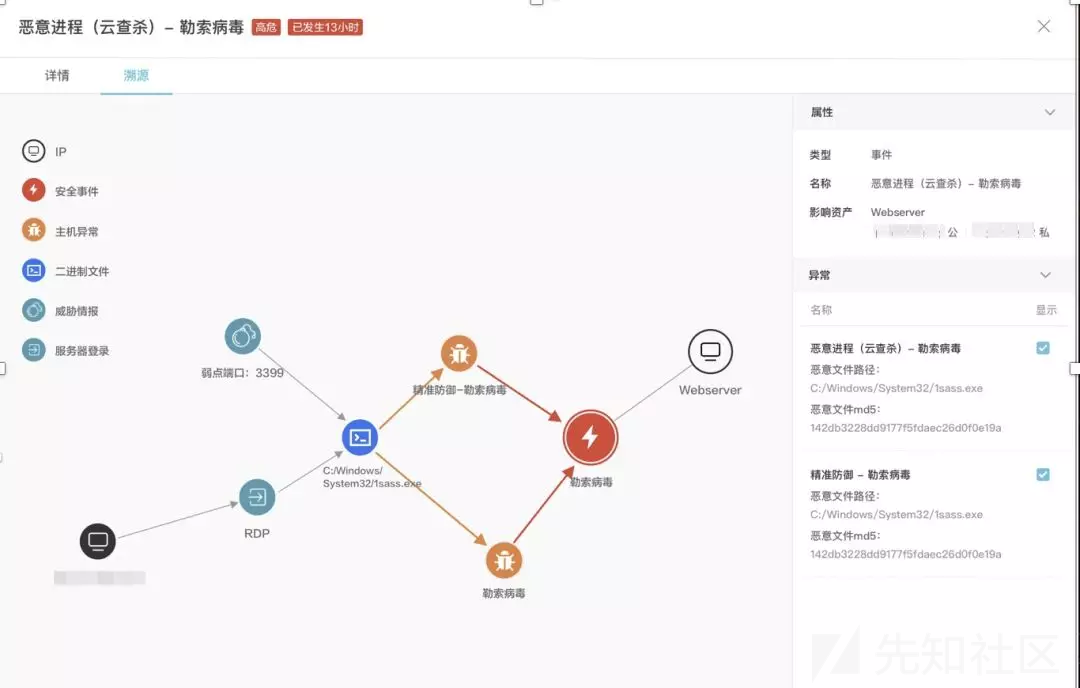 恶意进程（云查杀）- 勒索病毒 高危 已发生13小时
详情 溯源
IP
安全事件
主机异常
二进制文件
威胁情报
服务器登录
弱点端口：3399
精准防御-勒索病毒
Webserver
C:/Windows/
System32/1sass.exe
勒索病毒
RDP
勒索病毒
属性
类型 事件
名称 恶意进程（云查杀）- 勒索病毒
影响资产 Webserver
公 私
异常
名称 显示
恶意进程（云查杀）- 勒索病毒
恶意文件路径：
C:/Windows/System32/1sass.exe
恶意文件md5：
142db3228dd9177f5fdaec26d0f0e19a
精准防御 - 勒索病毒
恶意文件路径：
C:/Windows/System32/1sass.exe
恶意文件md5：
142db3228dd9177f5fdaec26d0f0e19a
先知社区